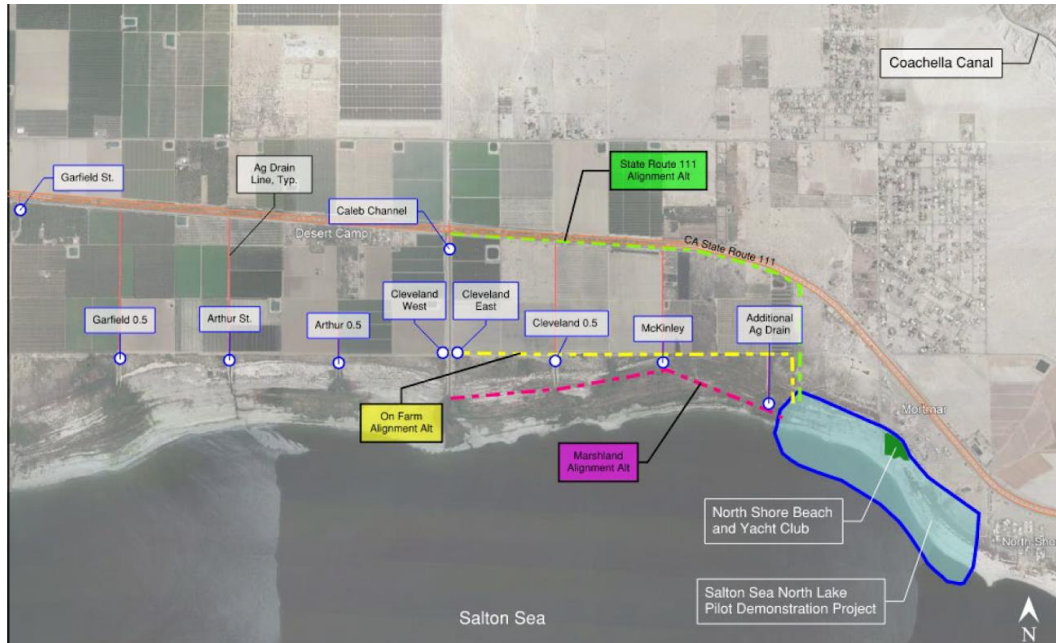 Coachella Canal
State Route 111
Alignment Alt
Ag Drain
Line, Typ.
Garfield St.
Caleb Channel
Desert Camp
CA State Route 111
Cleveland
West
Cleveland
East
Garfield 0.5
Arthur St.
Arthur 0.5
Cleveland 0.5
McKinley
Additional
Ag Drain
On Farm
Alignment Alt
Mortmar
Marshland
Alignment Alt
North Shore Beach
and Yacht Club
North Sho
Salton Sea North Lake
Pilot Demonstration Project
Salton Sea
N